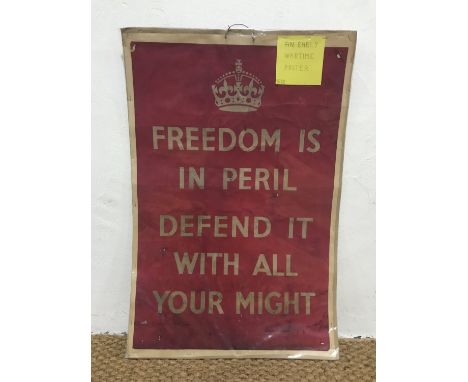 AN EARLY
WARTIME
POSTER
FREEDOM IS
IN PERIL
DEFEND IT
WITH ALL
YOUR MIGHT